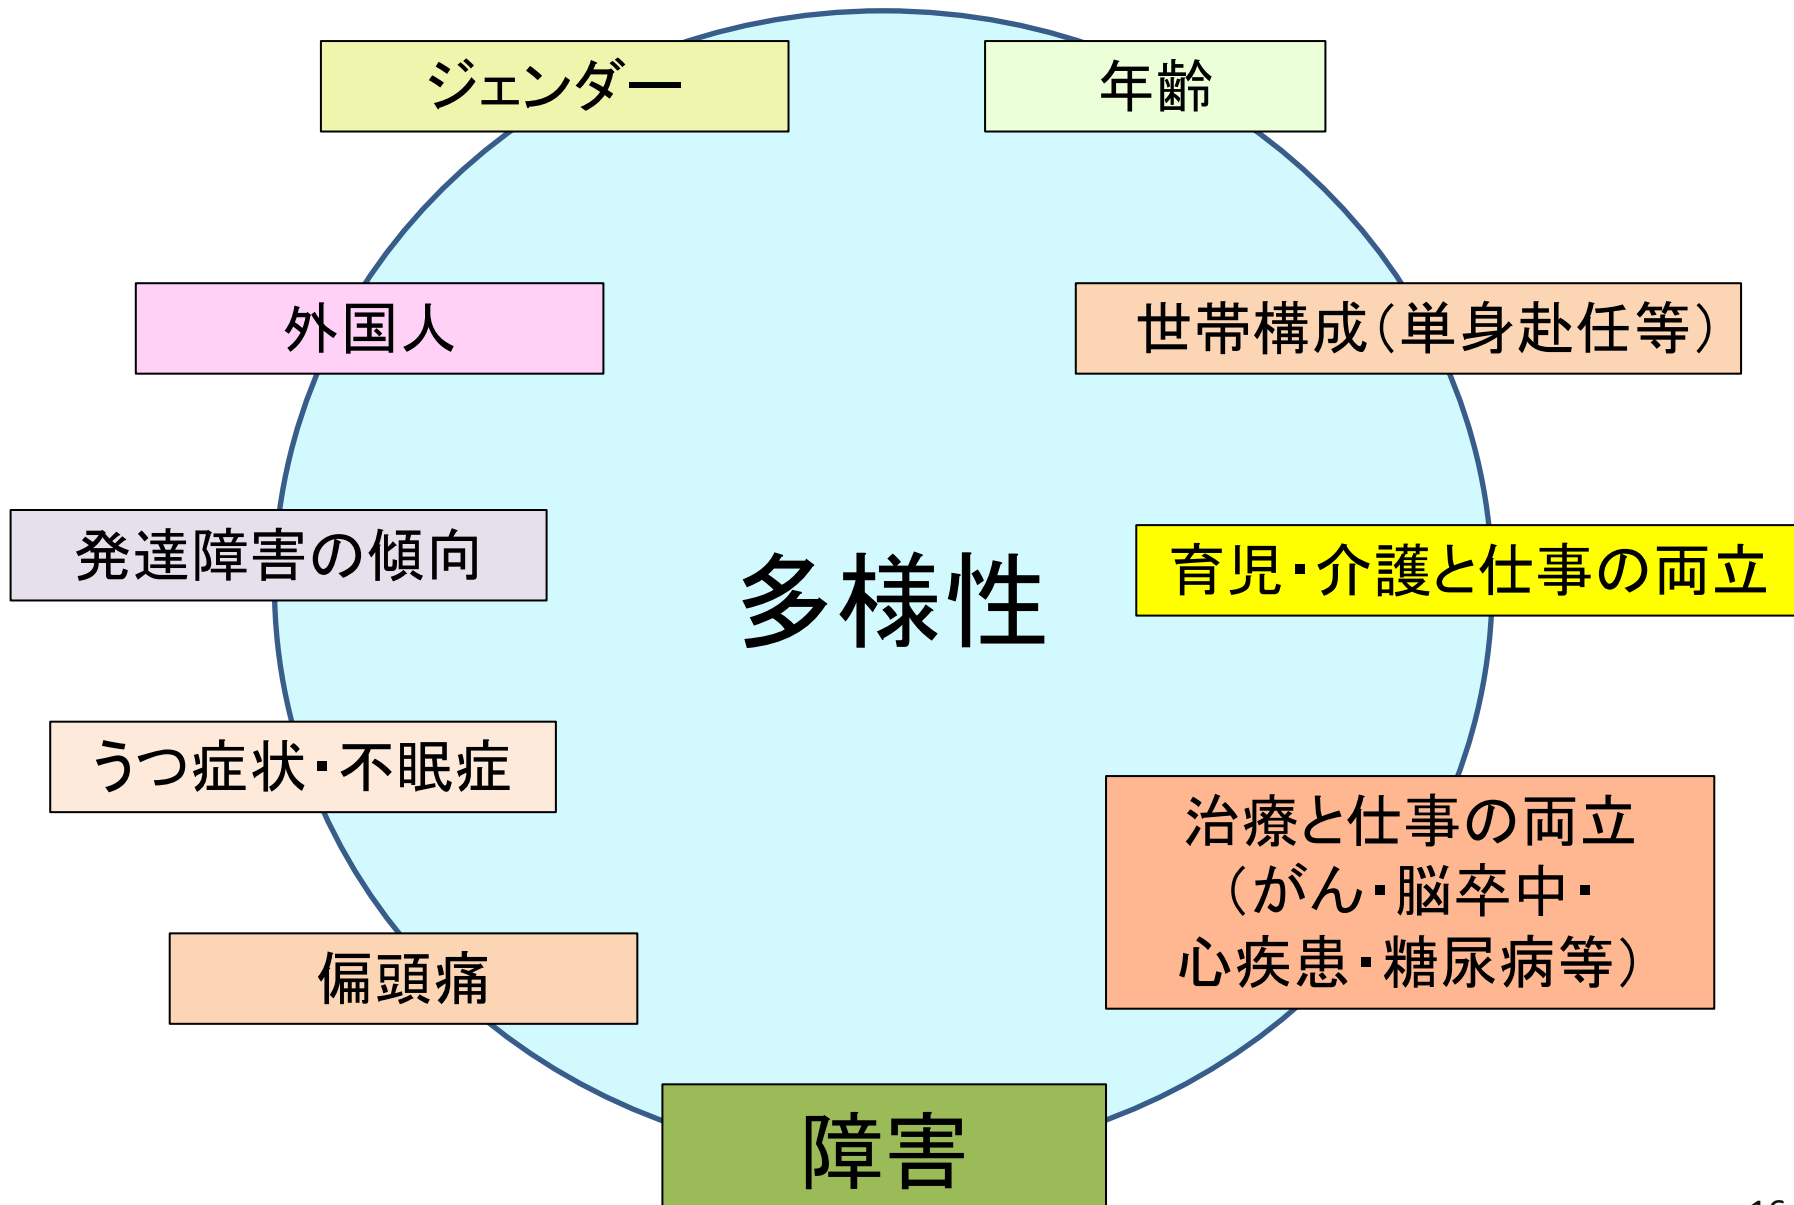 ジェンダー
年齢
外国人
世帯構成(単身赴任等)
発達障害の傾向
多様性
育児・介護と仕事の両立
うつ症状・不眠症
治療と仕事の両立
(がん・脳卒中・
心疾患・糖尿病等)
偏頭痛
障害